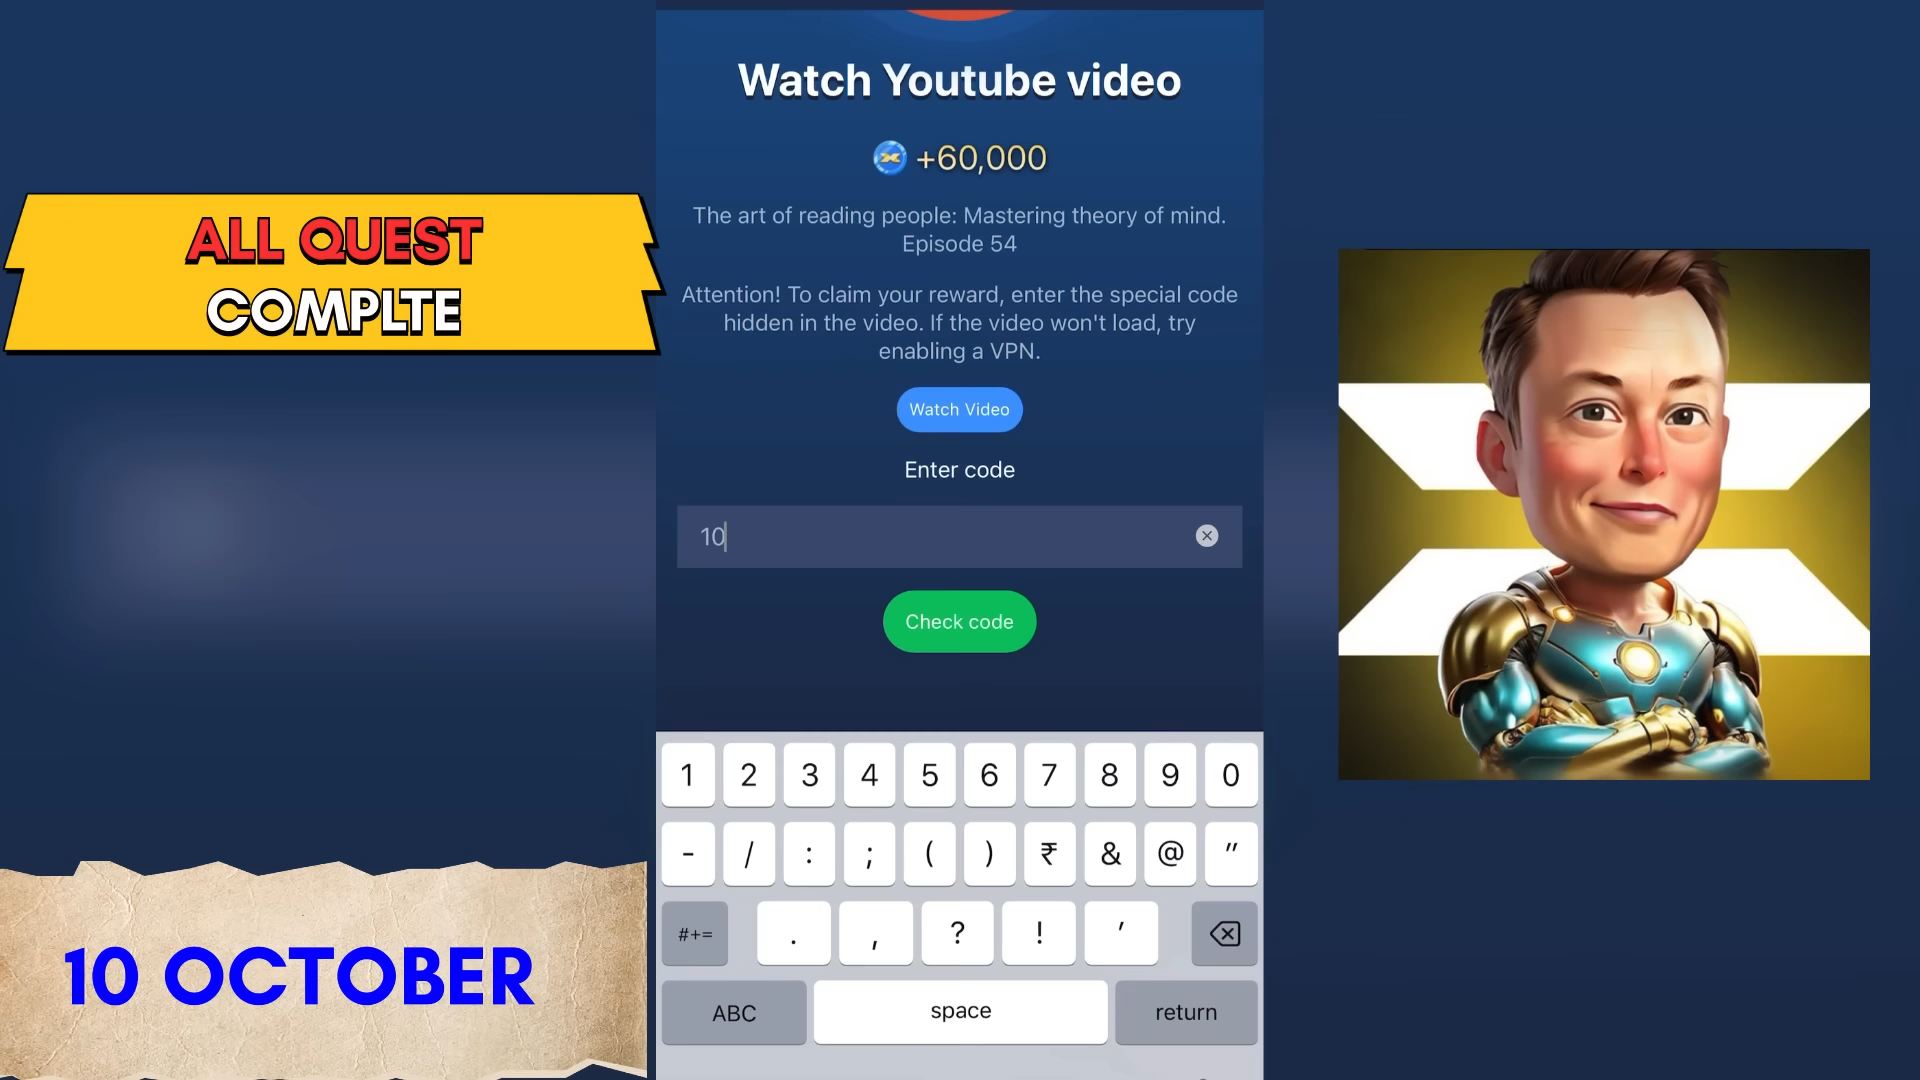 ALL QUEST
COMPLTE
10 OCTOBER
Watch Youtube video
+60,000
The art of reading people: Mastering theory of mind.
Episode 54
Attention! To claim your reward, enter the special code
hidden in the video. If the video won't load, try
enabling a VPN.
Watch Video
Enter code
10
Check code
1 2 3 4 5 6 7 8 9 0
- / : ; ( ) ₹ & @ "
#+= . , ? ! '
ABC space return